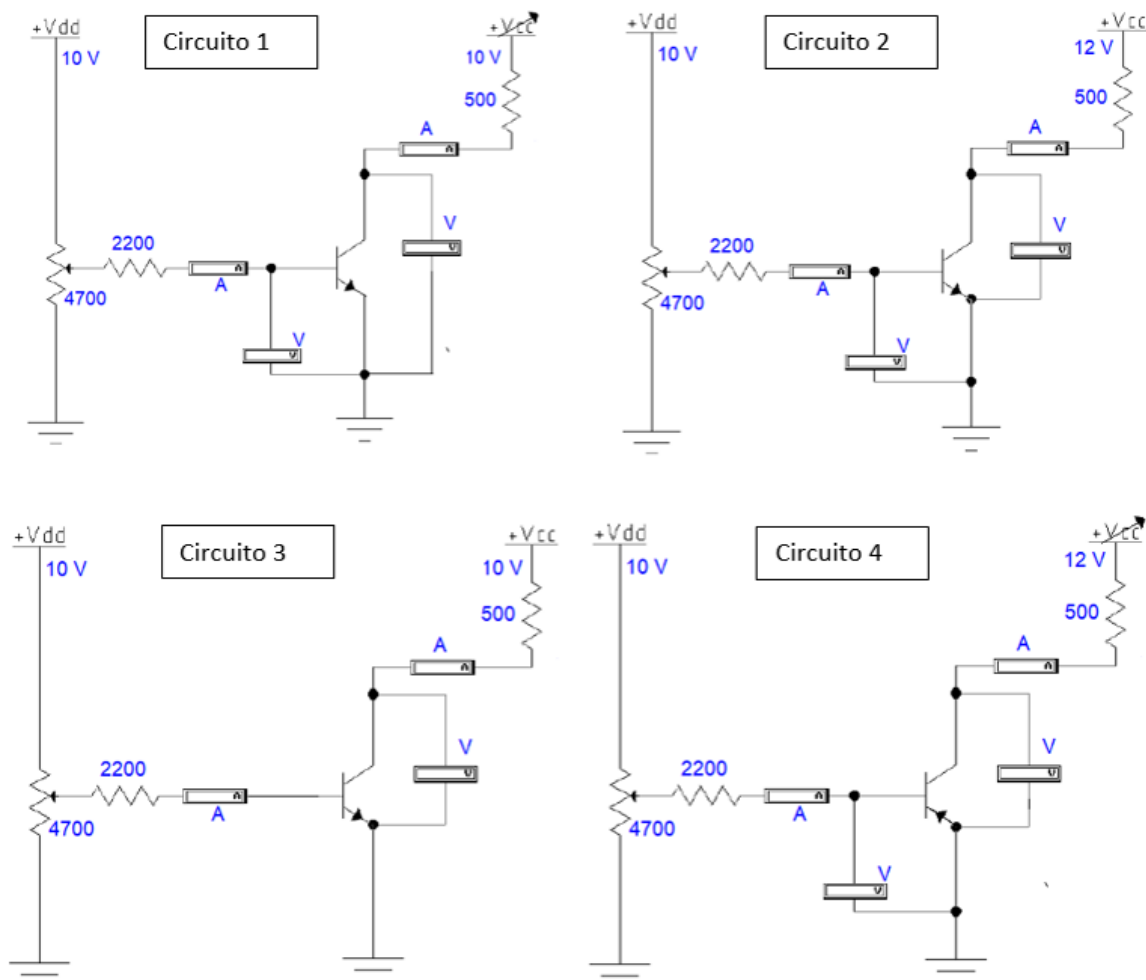 +Vdd
10 V
Circuito 1
+Vcc
10 V
500
A
2200
A
V
4700
V
+Vdd
10 V
Circuito 2
+Vcc
12 V
500
A
2200
A
V
4700
V
+Vdd
10 V
Circuito 3
+Vcc
10 V
500
A
2200
A
V
4700
+Vdd
10 V
Circuito 4
+Vcc
12 V
500
A
2200
A
V
4700
V